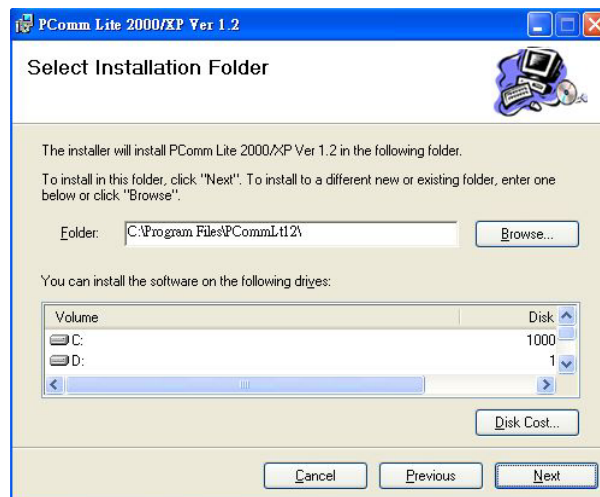 PComm Lite 2000/XP Ver 1.2
Select Installation Folder
The installer will install PComm Lite 2000/XP Ver 1.2 in the following folder.
To install in this folder, click "Next". To install to a different new or existing folder, enter one
below or click "Browse".
Folder: C:\Program Files\PCommLt12\ Browse...
You can install the software on the following drives:
Volume Disk
C: 1000
D: 1
Disk Cost...
Cancel Previous Next